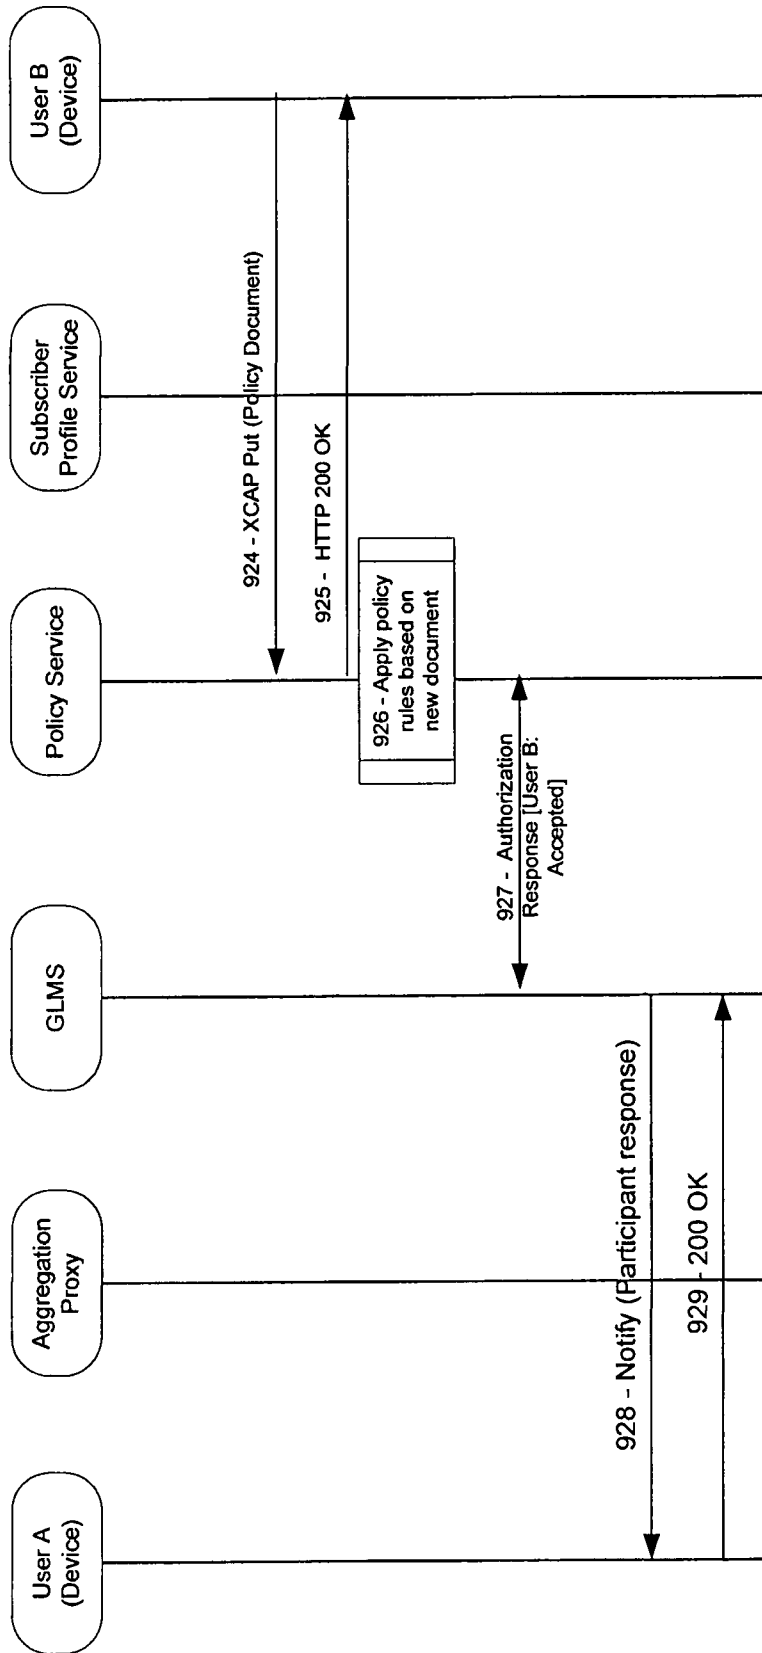 User A
(Device)
Aggregation
Proxy
GLMS
Policy Service
Subscriber
Profile Service
User B
(Device)
924 - XCAP Put (Policy Document)
925 - HTTP 200 OK
926 - Apply policy
rules based on
new document
927 - Authorization
Response [User B:
Accepted]
928 - Notify (Participant response)
929 - 200 OK